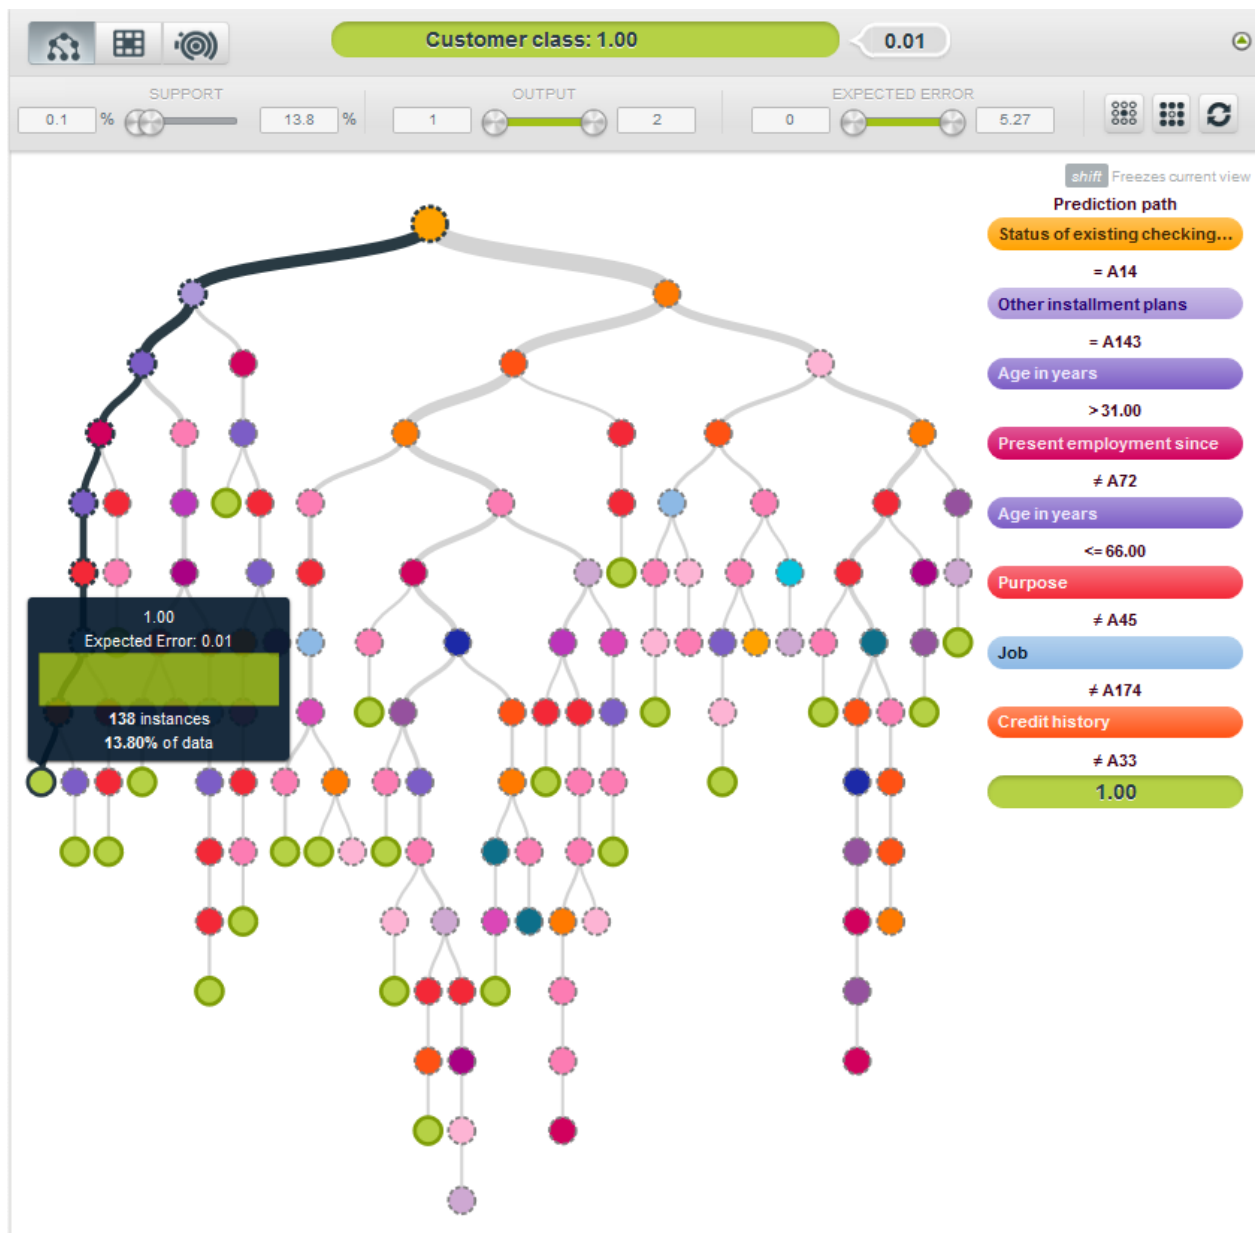 Customer class: 1.00
0.01
SUPPORT
OUTPUT
EXPECTED ERROR
0.1 %
13.8 %
1
2
0
5.27
shift Freezes current view
Prediction path
Status of existing checking...
= A14
Other installment plans
= A143
Age in years
> 31.00
Present employment since
≠ A72
Age in years
<= 66.00
Purpose
≠ A45
Job
≠ A174
Credit history
≠ A33
1.00
1.00
Expected Error: 0.01
138 instances
13.80% of data